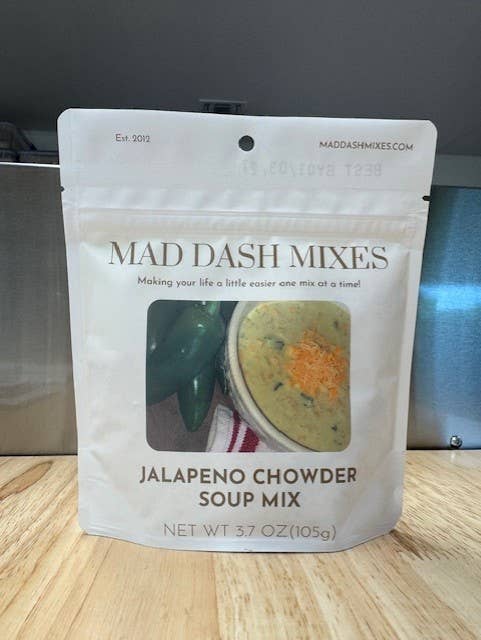 Est. 2012
MADDASHMIXES.COM
MAD DASH MIXES
Making your life a little easier one mix at a time!
JALAPENO CHOWDER
SOUP MIX
NET WT 3.7 OZ(105g)